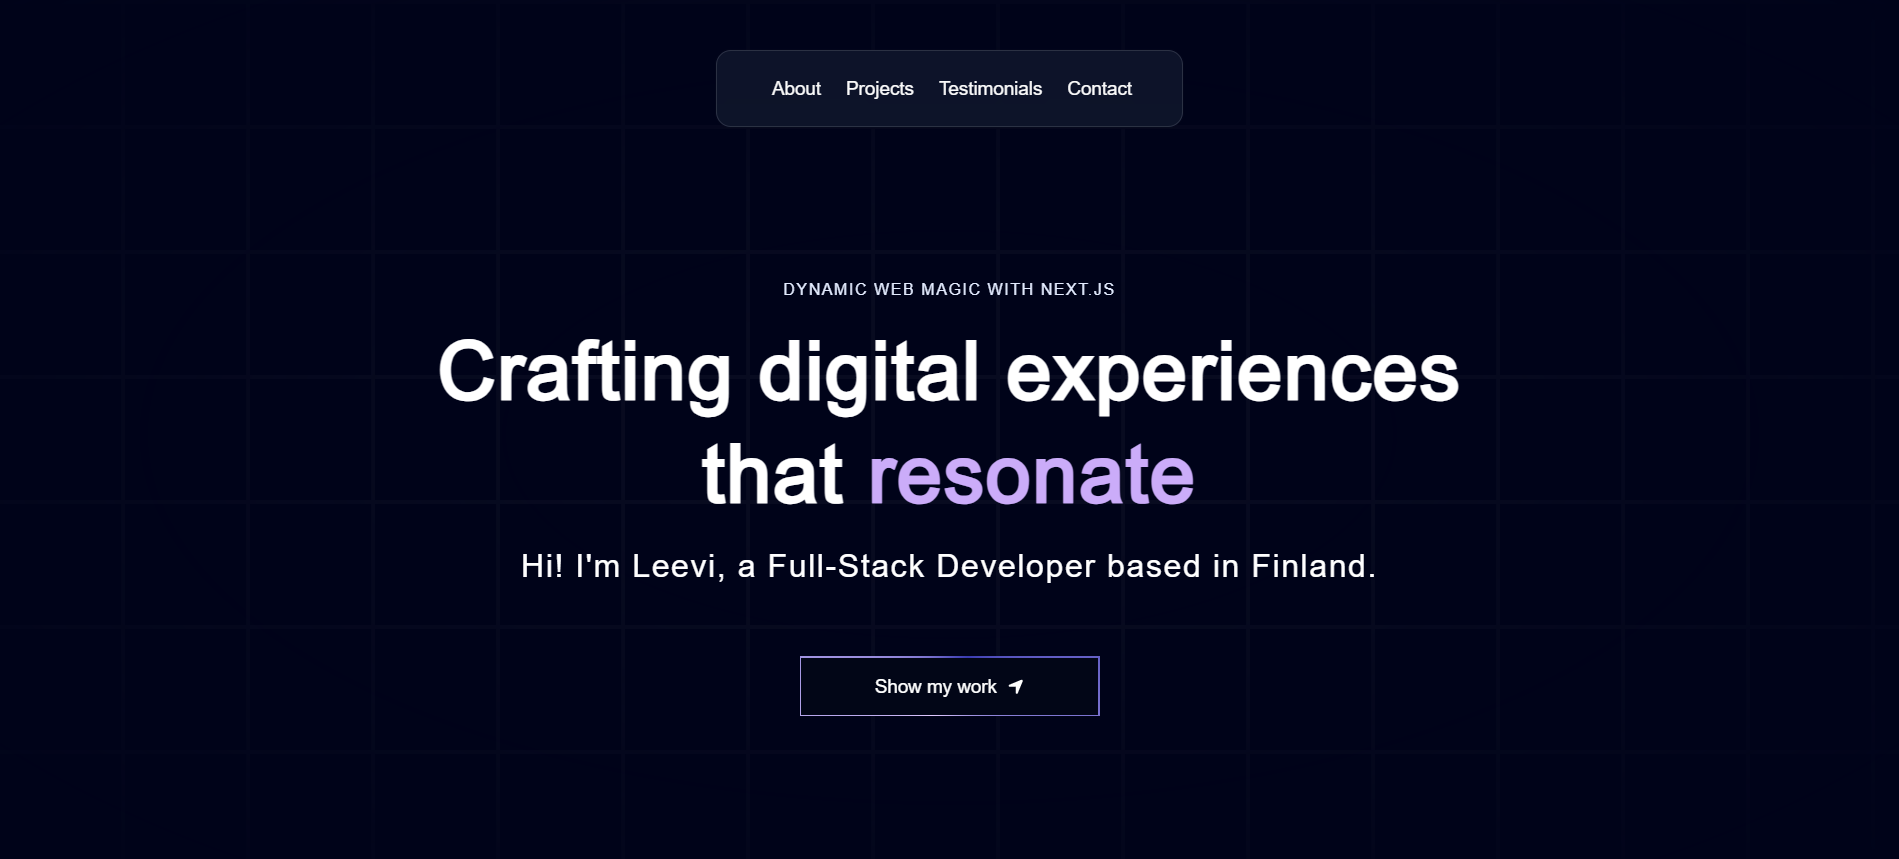 About Projects Testimonials Contact
DYNAMIC WEB MAGIC WITH NEXT.JS
Crafting digital experiences
that resonate
Hi! I'm Leevi, a Full-Stack Developer based in Finland.
Show my work